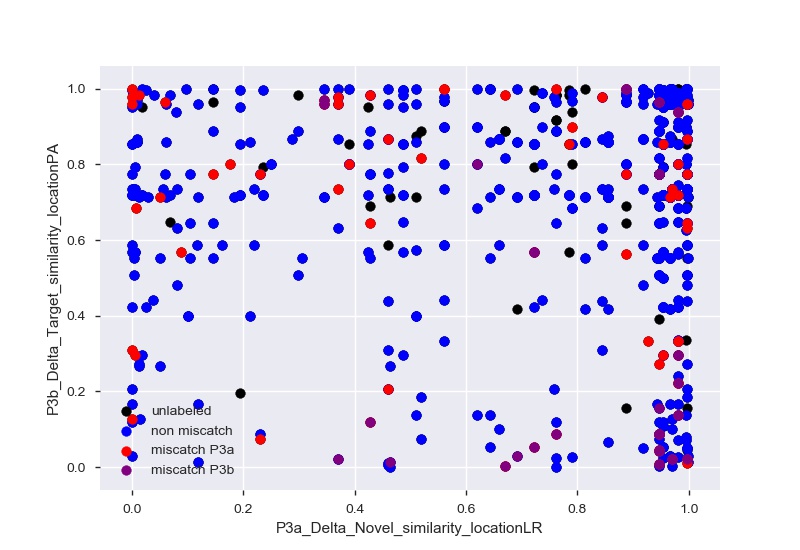 1.0
0.8
0.6
0.4
0.2
0.0
P3b_Delta_Target_similarity_locationPA
unlabeled
non miscatch
miscatch P3a
miscatch P3b
0.0 0.2 0.4 0.6 0.8 1.0
P3a_Delta_Novel_similarity_locationLR